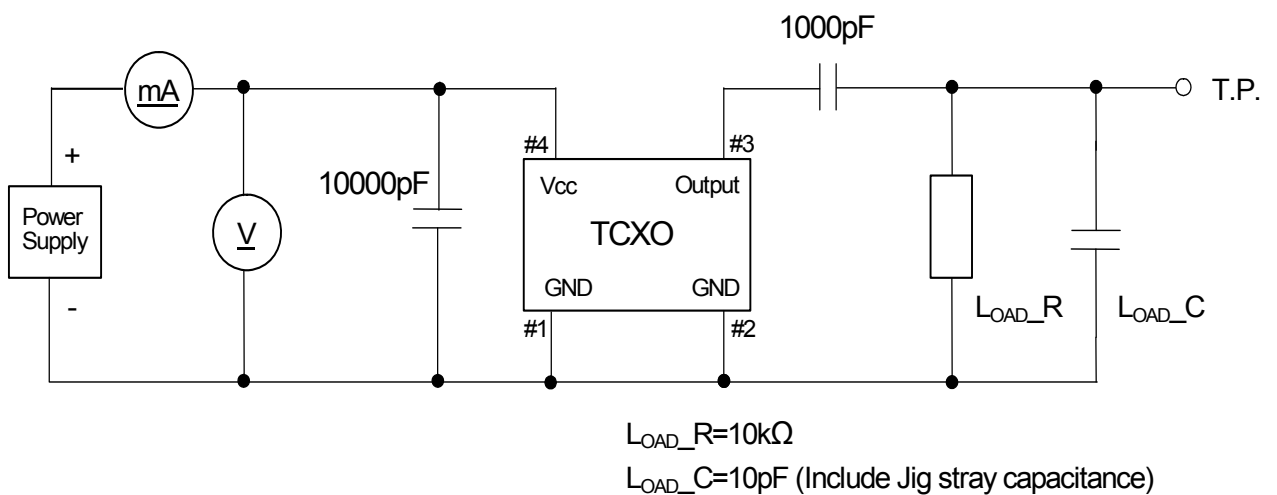 1000pF
mA
T.P.
+
#4
#3
10000pF
Vcc
Output
Power
Supply
V
TCXO
GND
GND
-
#1
#2
LOAD_R
LOAD_C
LOAD_R=10kΩ
LOAD_C=10pF (Include Jig stray capacitance)